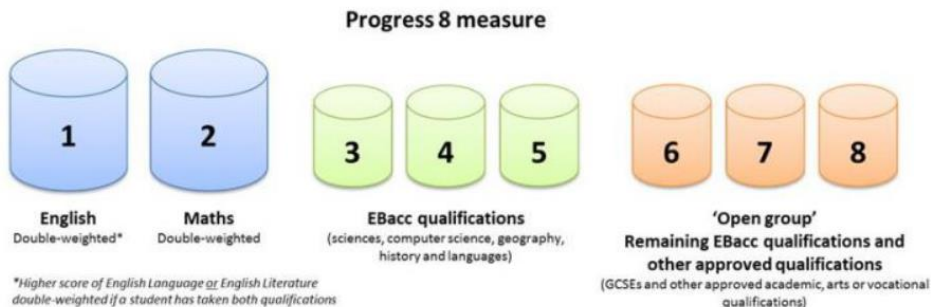 Progress 8 measure
1
2
3
4
5
6
7
8
English
Double-weighted*
Maths
Double-weighted
EBacc qualifications
(sciences, computer science, geography,
history and languages)
'Open group'
Remaining EBacc qualifications and
other approved qualifications
(GCSEs and other approved academic, arts or vocational
qualifications)
*Higher score of English Language or English Literature
double-weighted if a student has taken both qualifications